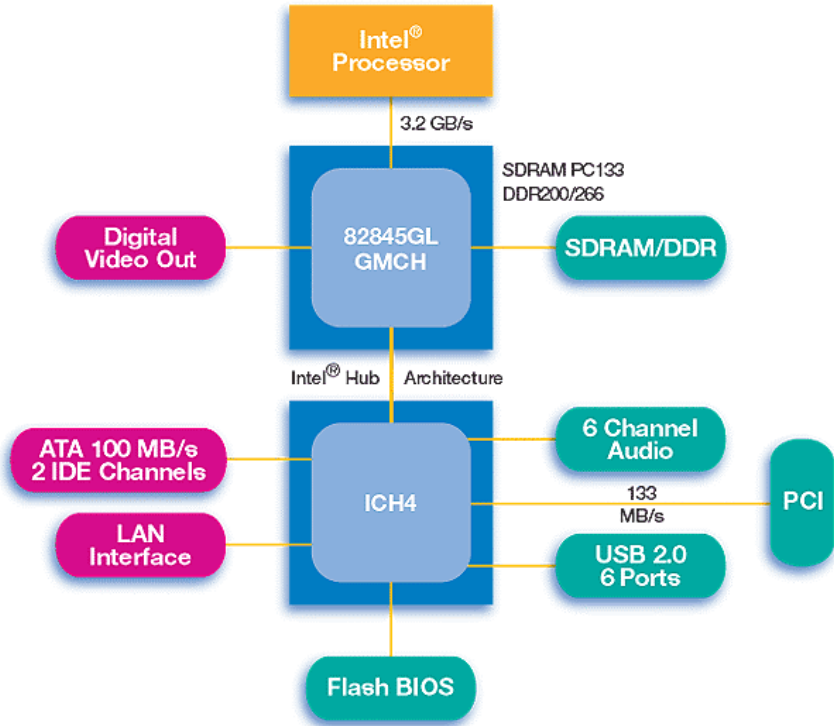 Intel®
Processor
3.2 GB/s
SDRAM PC133
DDR200/266
Digital
Video Out
82845GL
GMCH
SDRAM/DDR
Intel® Hub Architecture
ATA 100 MB/s
2 IDE Channels
LAN
Interface
ICH4
6 Channel
Audio
133
MB/s
PCI
USB 2.0
6 Ports
Flash BIOS